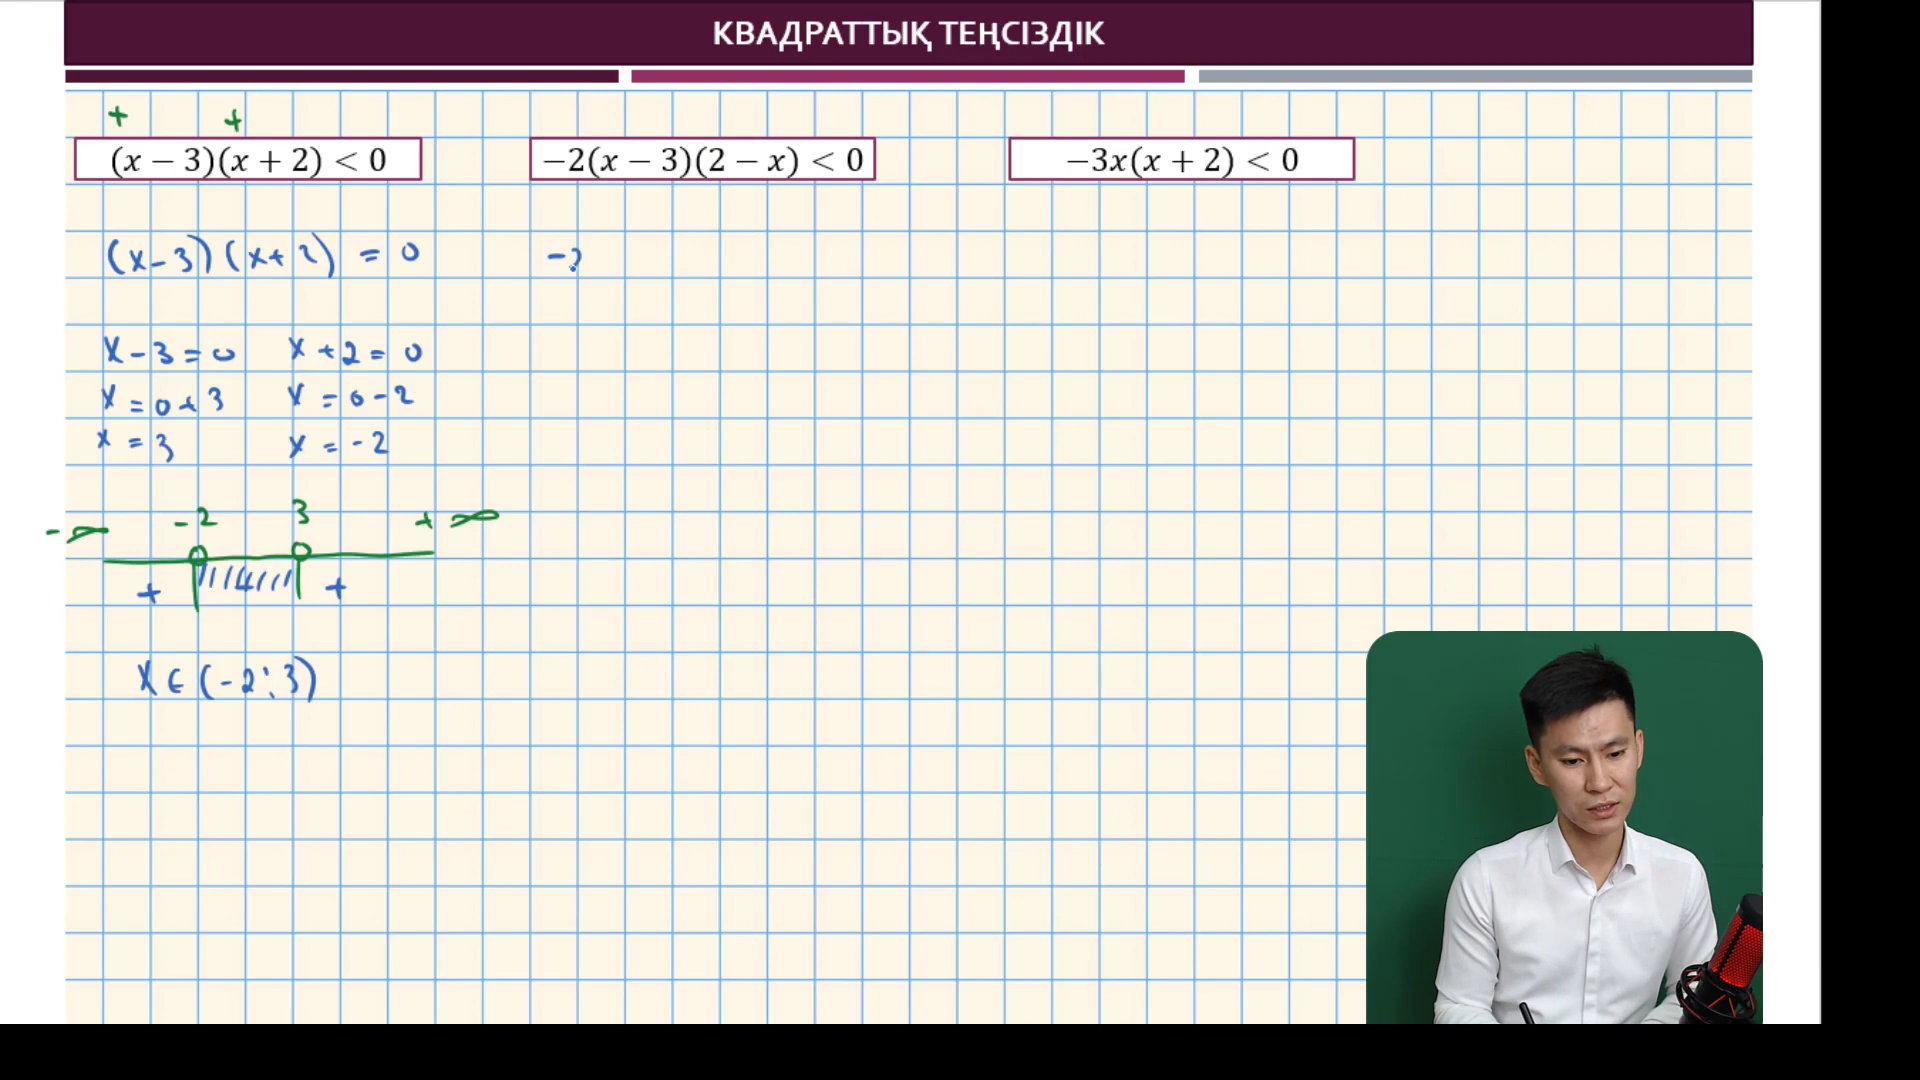 КВАДРАТТЫҚ ТЕҢСІЗДІК
+ +
(x − 3)(x + 2) < 0
−2(x − 3)(2 − x) < 0
−3x(x + 2) < 0
(x-3)(x+2) = 0
-2
x-3=0 x+2=0
x=0+3 x=0-2
x=3 x=-2
-∞ -2 3 +∞
+ - +
x∈(-2;3)